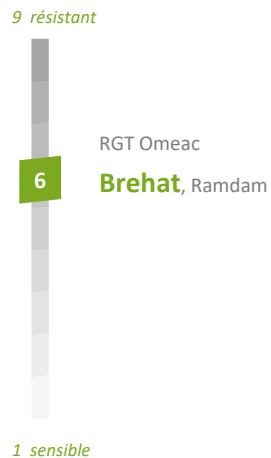 9 résistant
RGT Omeac
6
Brehat, Ramdam
1 sensible